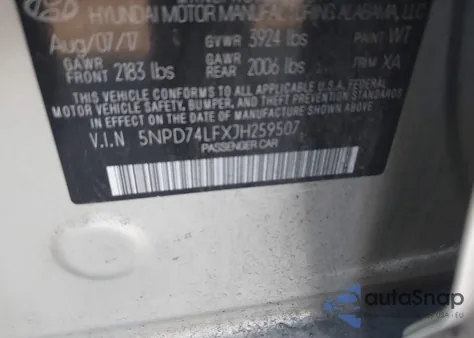 HYUNDAI MOTOR MANUFACTURING ALABAMA, LLC
Aug/07/17 GVWR 3924 lbs PAINT W7
GAWR FRONT 2183 lbs GAWR REAR 2006 lbs TRIM XA
THIS VEHICLE CONFORMS TO ALL APPLICABLE U.S.A. FEDERAL
MOTOR VEHICLE SAFETY, BUMPER, AND THEFT PREVENTION STANDARDS
IN EFFECT ON THE DATE OF MANUFACTURE SHOWN ABOVE.
V.I.N 5NPD74LFXJH259507
PASSENGER CAR
autoSnap